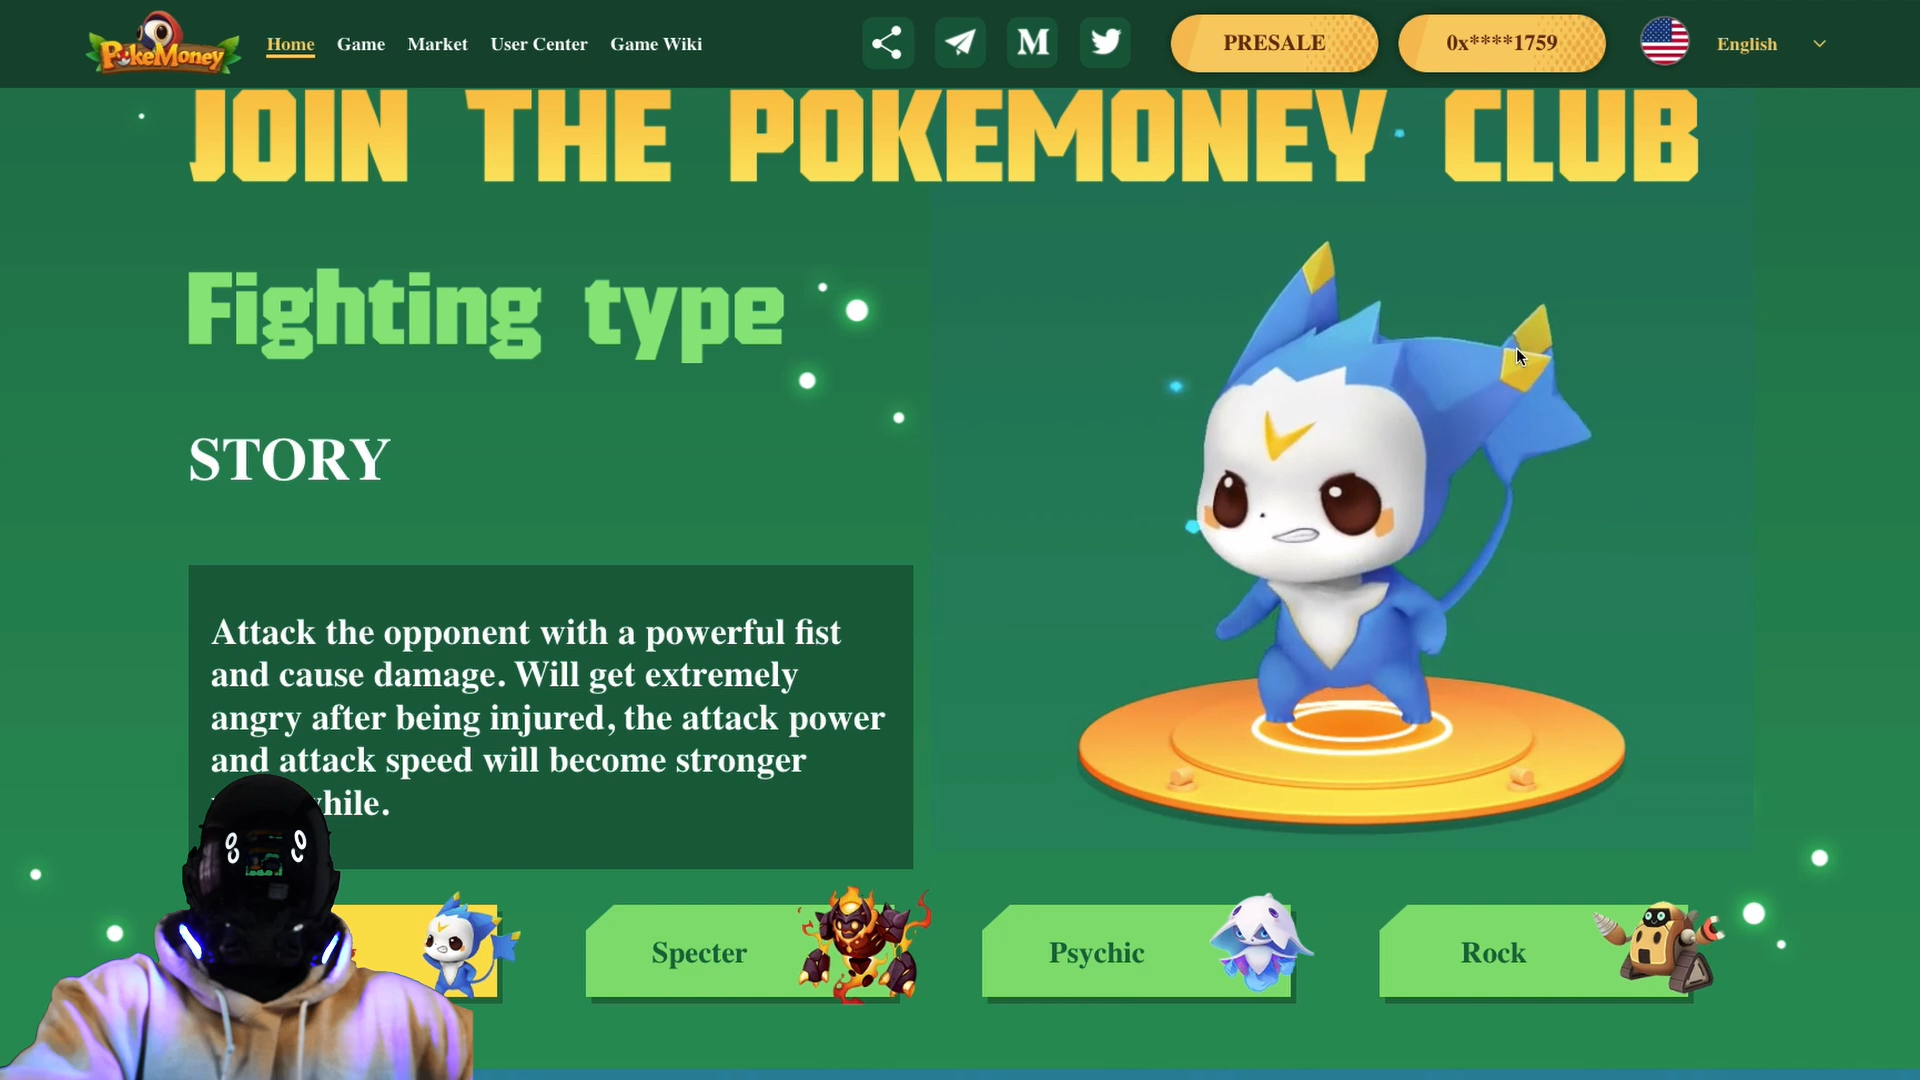 PokeMoney
Home
Game
Market
User Center
Game Wiki
M
PRESALE
0x****1759
English
JOIN THE POKEMONEY CLUB
Fighting type
STORY
Attack the opponent with a powerful fist
and cause damage. Will get extremely
angry after being injured, the attack power
and attack speed will become stronger
while.
Specter
Psychic
Rock